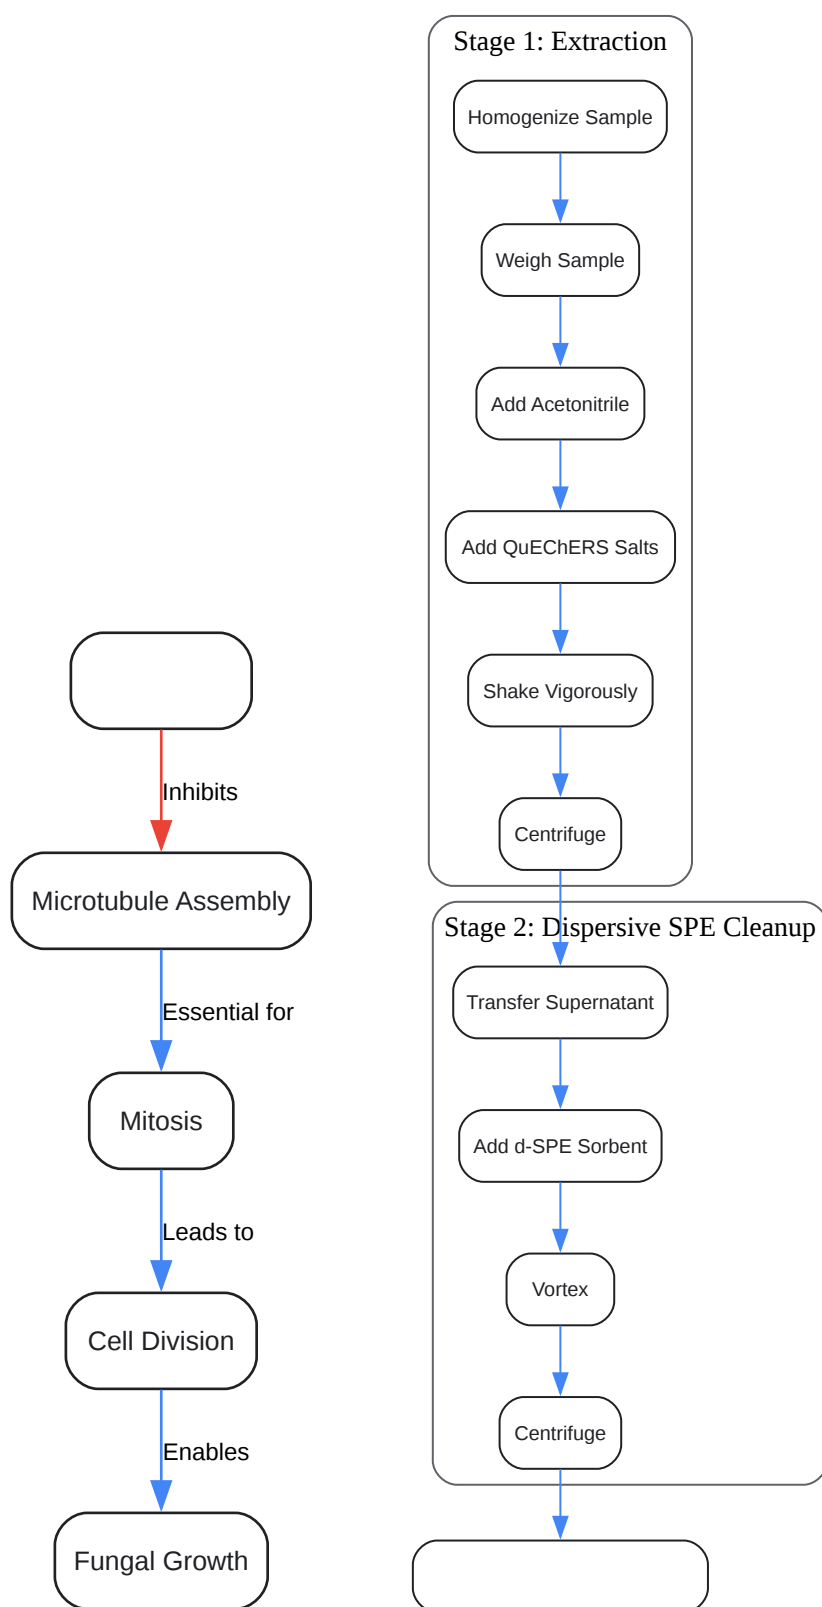 Inhibits
Microtubule Assembly
Essential for
Mitosis
Leads to
Cell Division
Enables
Fungal Growth
Stage 1: Extraction
Homogenize Sample
Weigh Sample
Add Acetonitrile
Add QuEChERS Salts
Shake Vigorously
Centrifuge
Stage 2: Dispersive SPE Cleanup
Transfer Supernatant
Add d-SPE Sorbent
Vortex
Centrifuge